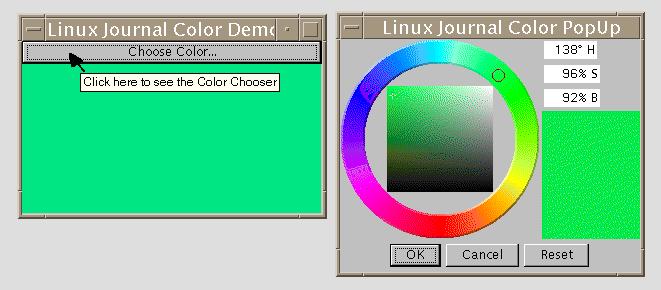 Linux Journal Color Demo
Choose Color...
Click here to see the Color Chooser
Linux Journal Color PopUp
138° H
96% S
92% B
OK
Cancel
Reset